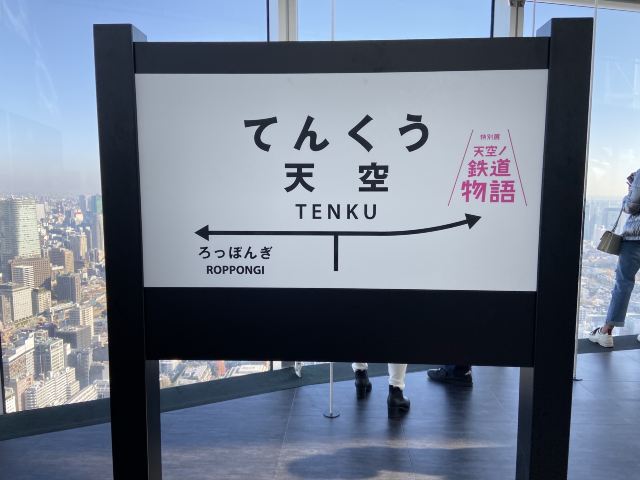 てんくう
天空
TENKU
ろっぽんぎ
ROPPONGI
特別展
天空ノ
鉄道
物語